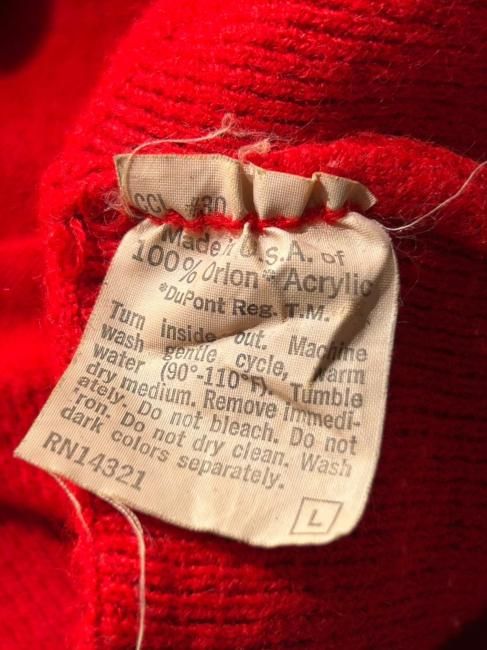 CCL #30
Made in U.S.A. of
100% Orlon* Acrylic
*DuPont Reg. T.M.
Turn inside out. Machine
wash gentle cycle, warm
water (90°-110°F). Tumble
dry medium. Remove immedi-
ately. Do not bleach. Do not
iron. Do not dry clean. Wash
dark colors separately.
RN14321
L